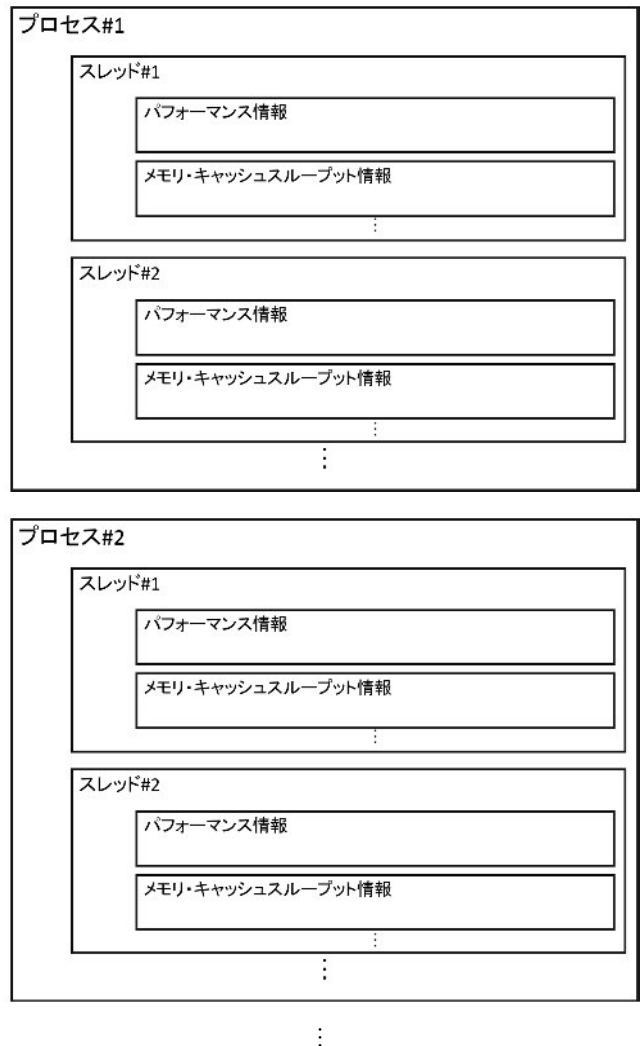 プロセス#1
スレッド#1
パフォーマンス情報
メモリ・キャッシュスループット情報
⋮
スレッド#2
パフォーマンス情報
メモリ・キャッシュスループット情報
⋮
⋮
プロセス#2
スレッド#1
パフォーマンス情報
メモリ・キャッシュスループット情報
⋮
スレッド#2
パフォーマンス情報
メモリ・キャッシュスループット情報
⋮
⋮
⋮